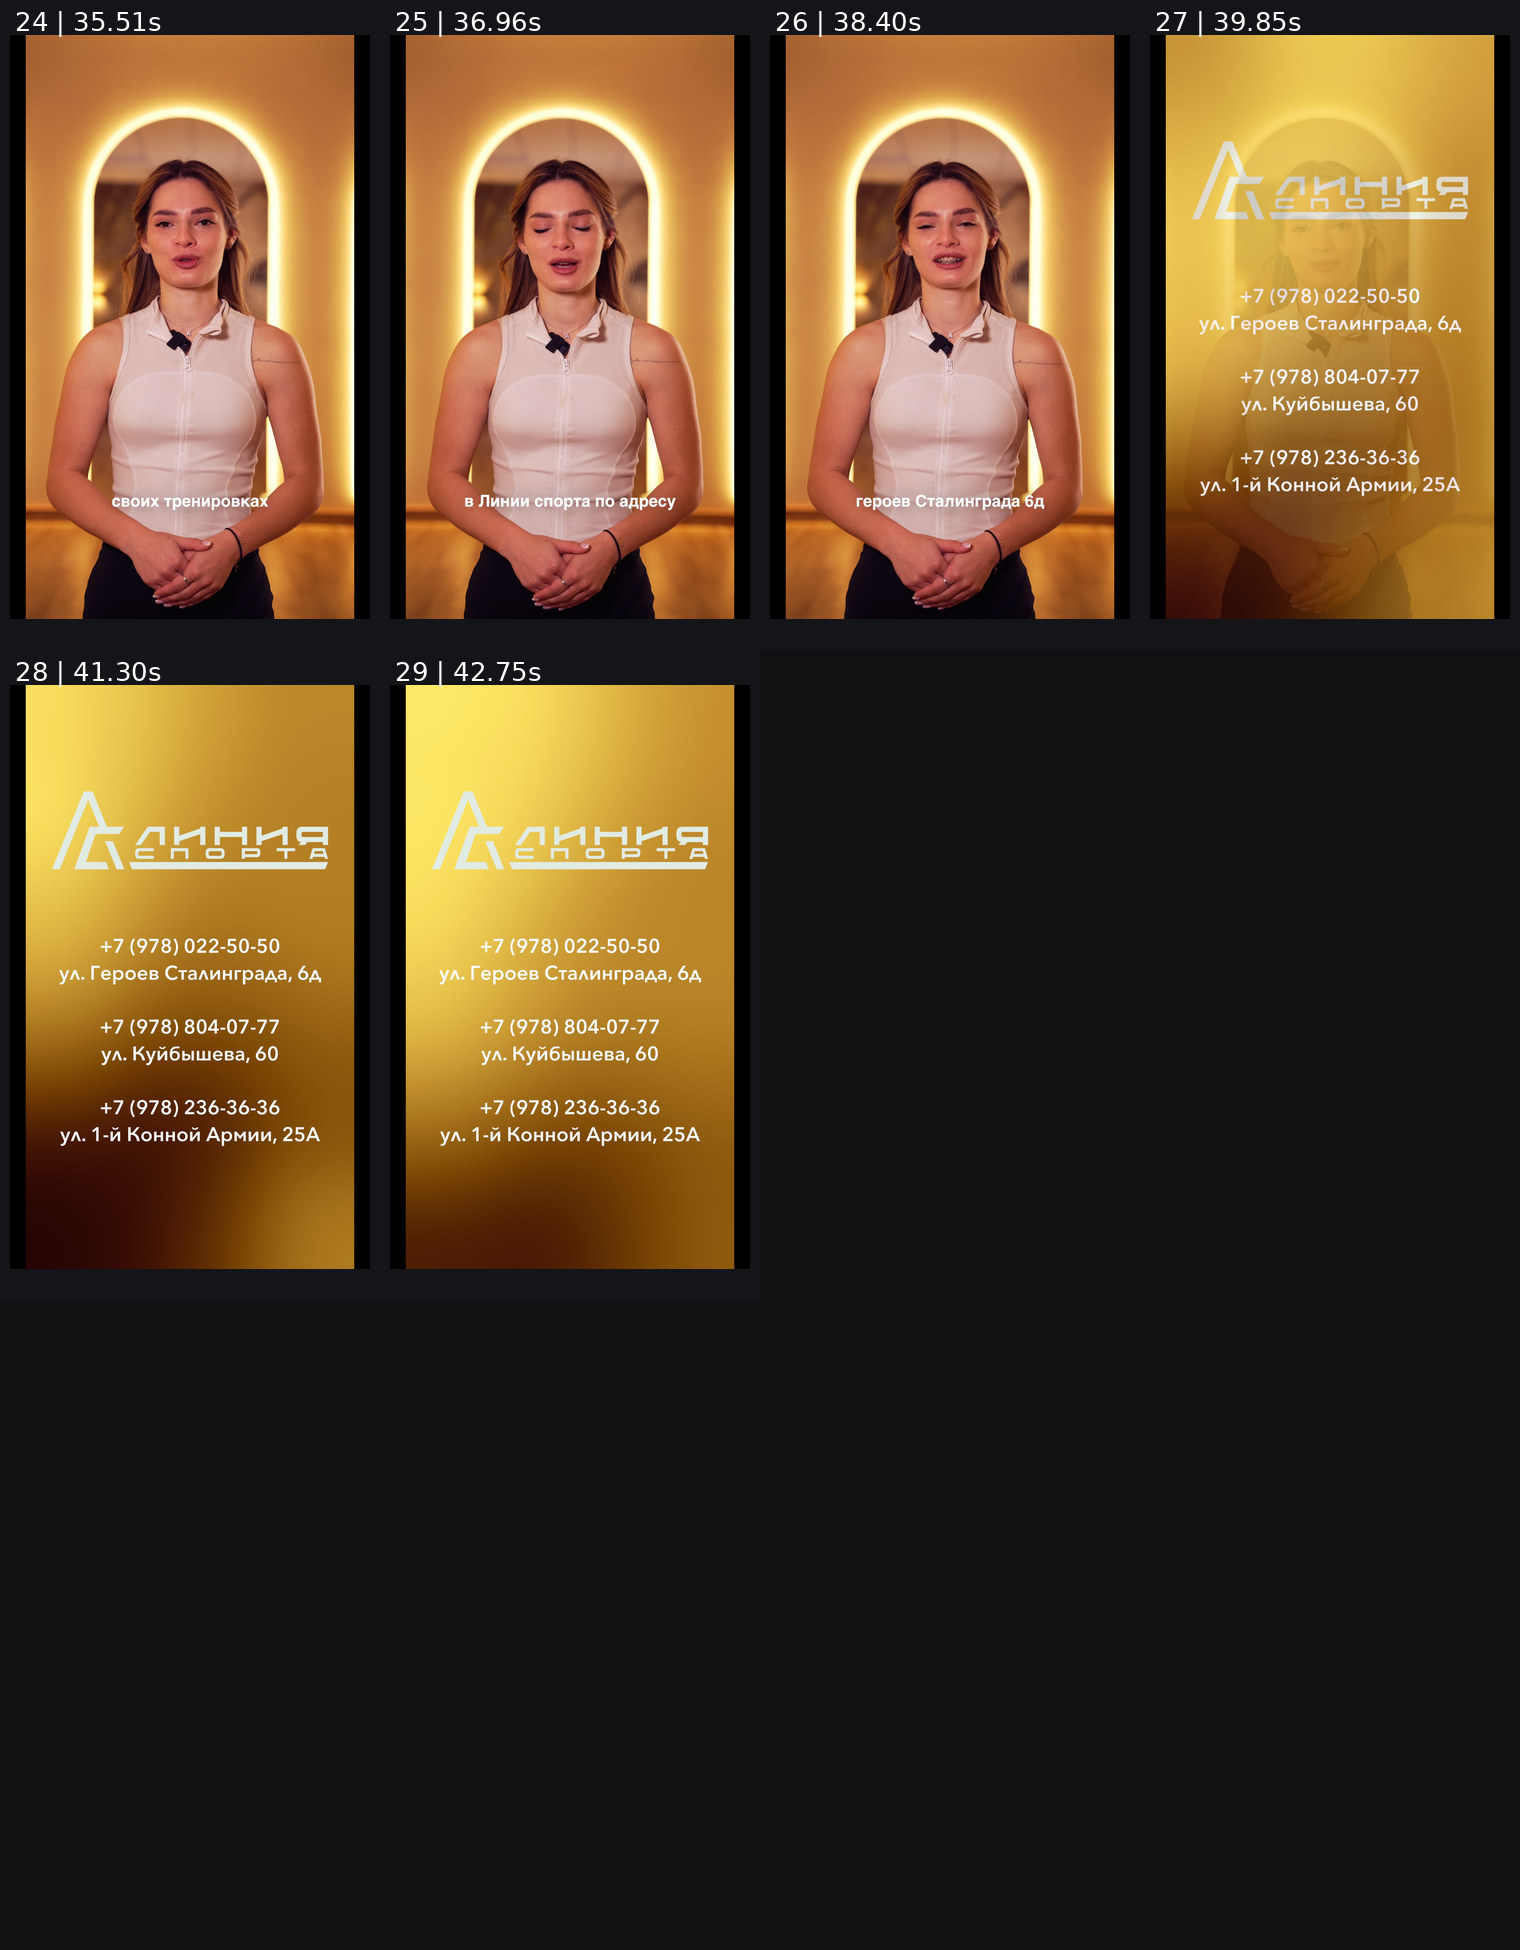 24 | 35.51s
25 | 36.96s
26 | 38.40s
27 | 39.85s
своих тренировках
в Линии спорта по адресу
героев Сталинграда 6д
ЛИНИЯ
СПОРТА
+7 (978) 022-50-50
ул. Героев Сталинграда, 6д
+7 (978) 804-07-77
ул. Куйбышева, 60
+7 (978) 236-36-36
ул. 1-й Конной Армии, 25А
28 | 41.30s
29 | 42.75s
ЛИНИЯ
СПОРТА
+7 (978) 022-50-50
ул. Героев Сталинграда, 6д
+7 (978) 804-07-77
ул. Куйбышева, 60
+7 (978) 236-36-36
ул. 1-й Конной Армии, 25А
ЛИНИЯ
СПОРТА
+7 (978) 022-50-50
ул. Героев Сталинграда, 6д
+7 (978) 804-07-77
ул. Куйбышева, 60
+7 (978) 236-36-36
ул. 1-й Конной Армии, 25А